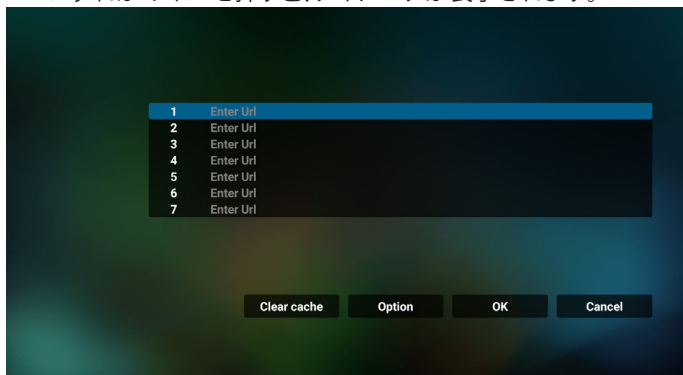 1 Enter Url
2 Enter Url
3 Enter Url
4 Enter Url
5 Enter Url
6 Enter Url
7 Enter Url
Clear cache Option OK Cancel